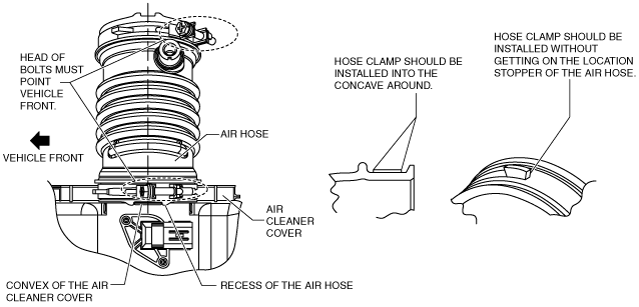 HEAD OF
BOLTS MUST
POINT
VEHICLE
FRONT.
VEHICLE FRONT
AIR HOSE
AIR
CLEANER
COVER
CONVEX OF THE AIR
CLEANER COVER
RECESS OF THE AIR HOSE
HOSE CLAMP SHOULD BE
INSTALLED INTO THE
CONCAVE AROUND.
HOSE CLAMP SHOULD BE
INSTALLED WITHOUT
GETTING ON THE LOCATION
STOPPER OF THE AIR HOSE.